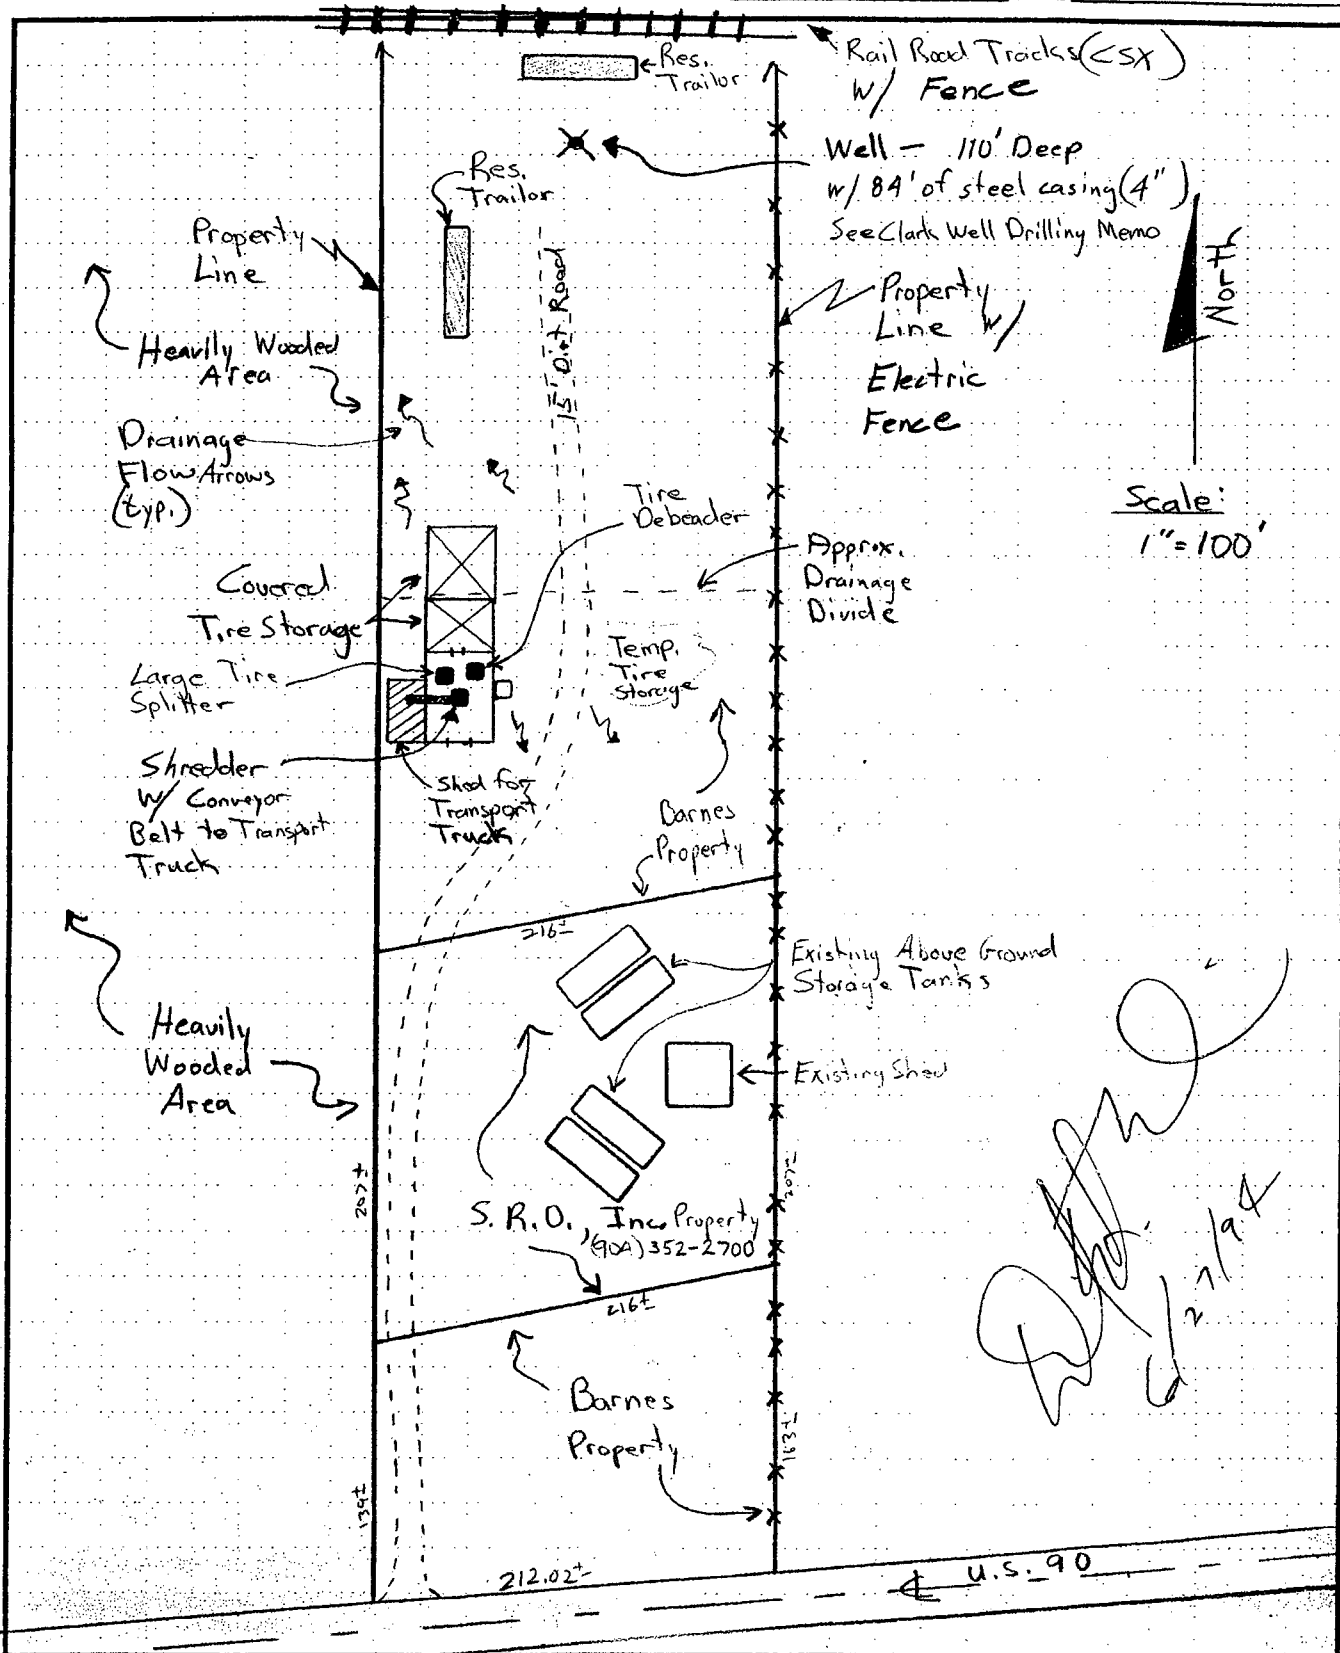 Res.
Trailor
Rail Road Tracks (CSX)
W/ Fence
Well - 110' Deep
w/ 84' of steel casing (4")
See Clark Well Drilling Memo
Res.
Trailor
Property
Line
North
15' Dirt Road
Property
Line w/
Electric
Fence
Heavily Wooded
Area
Drainage
Flow Arrows
(typ.)
Scale:
1"=100'
Tire
Debeader
Approx.
Drainage
Divide
Covered
Tire Storage
Temp.
Tire
Storage
Large Tire
Splitter
Shredder
W/ Conveyor
Belt to Transport
Truck
Shed for
Transport
Truck
Barnes
Property
216±
Existing Above Ground
Storage Tanks
Heavily
Wooded
Area
Existing Shed
207±
207±
S. R. O., Inc. Property
(904) 352-2700
216±
6/27/94
Barnes
Property
139±
163±
212.02±
U.S. 90